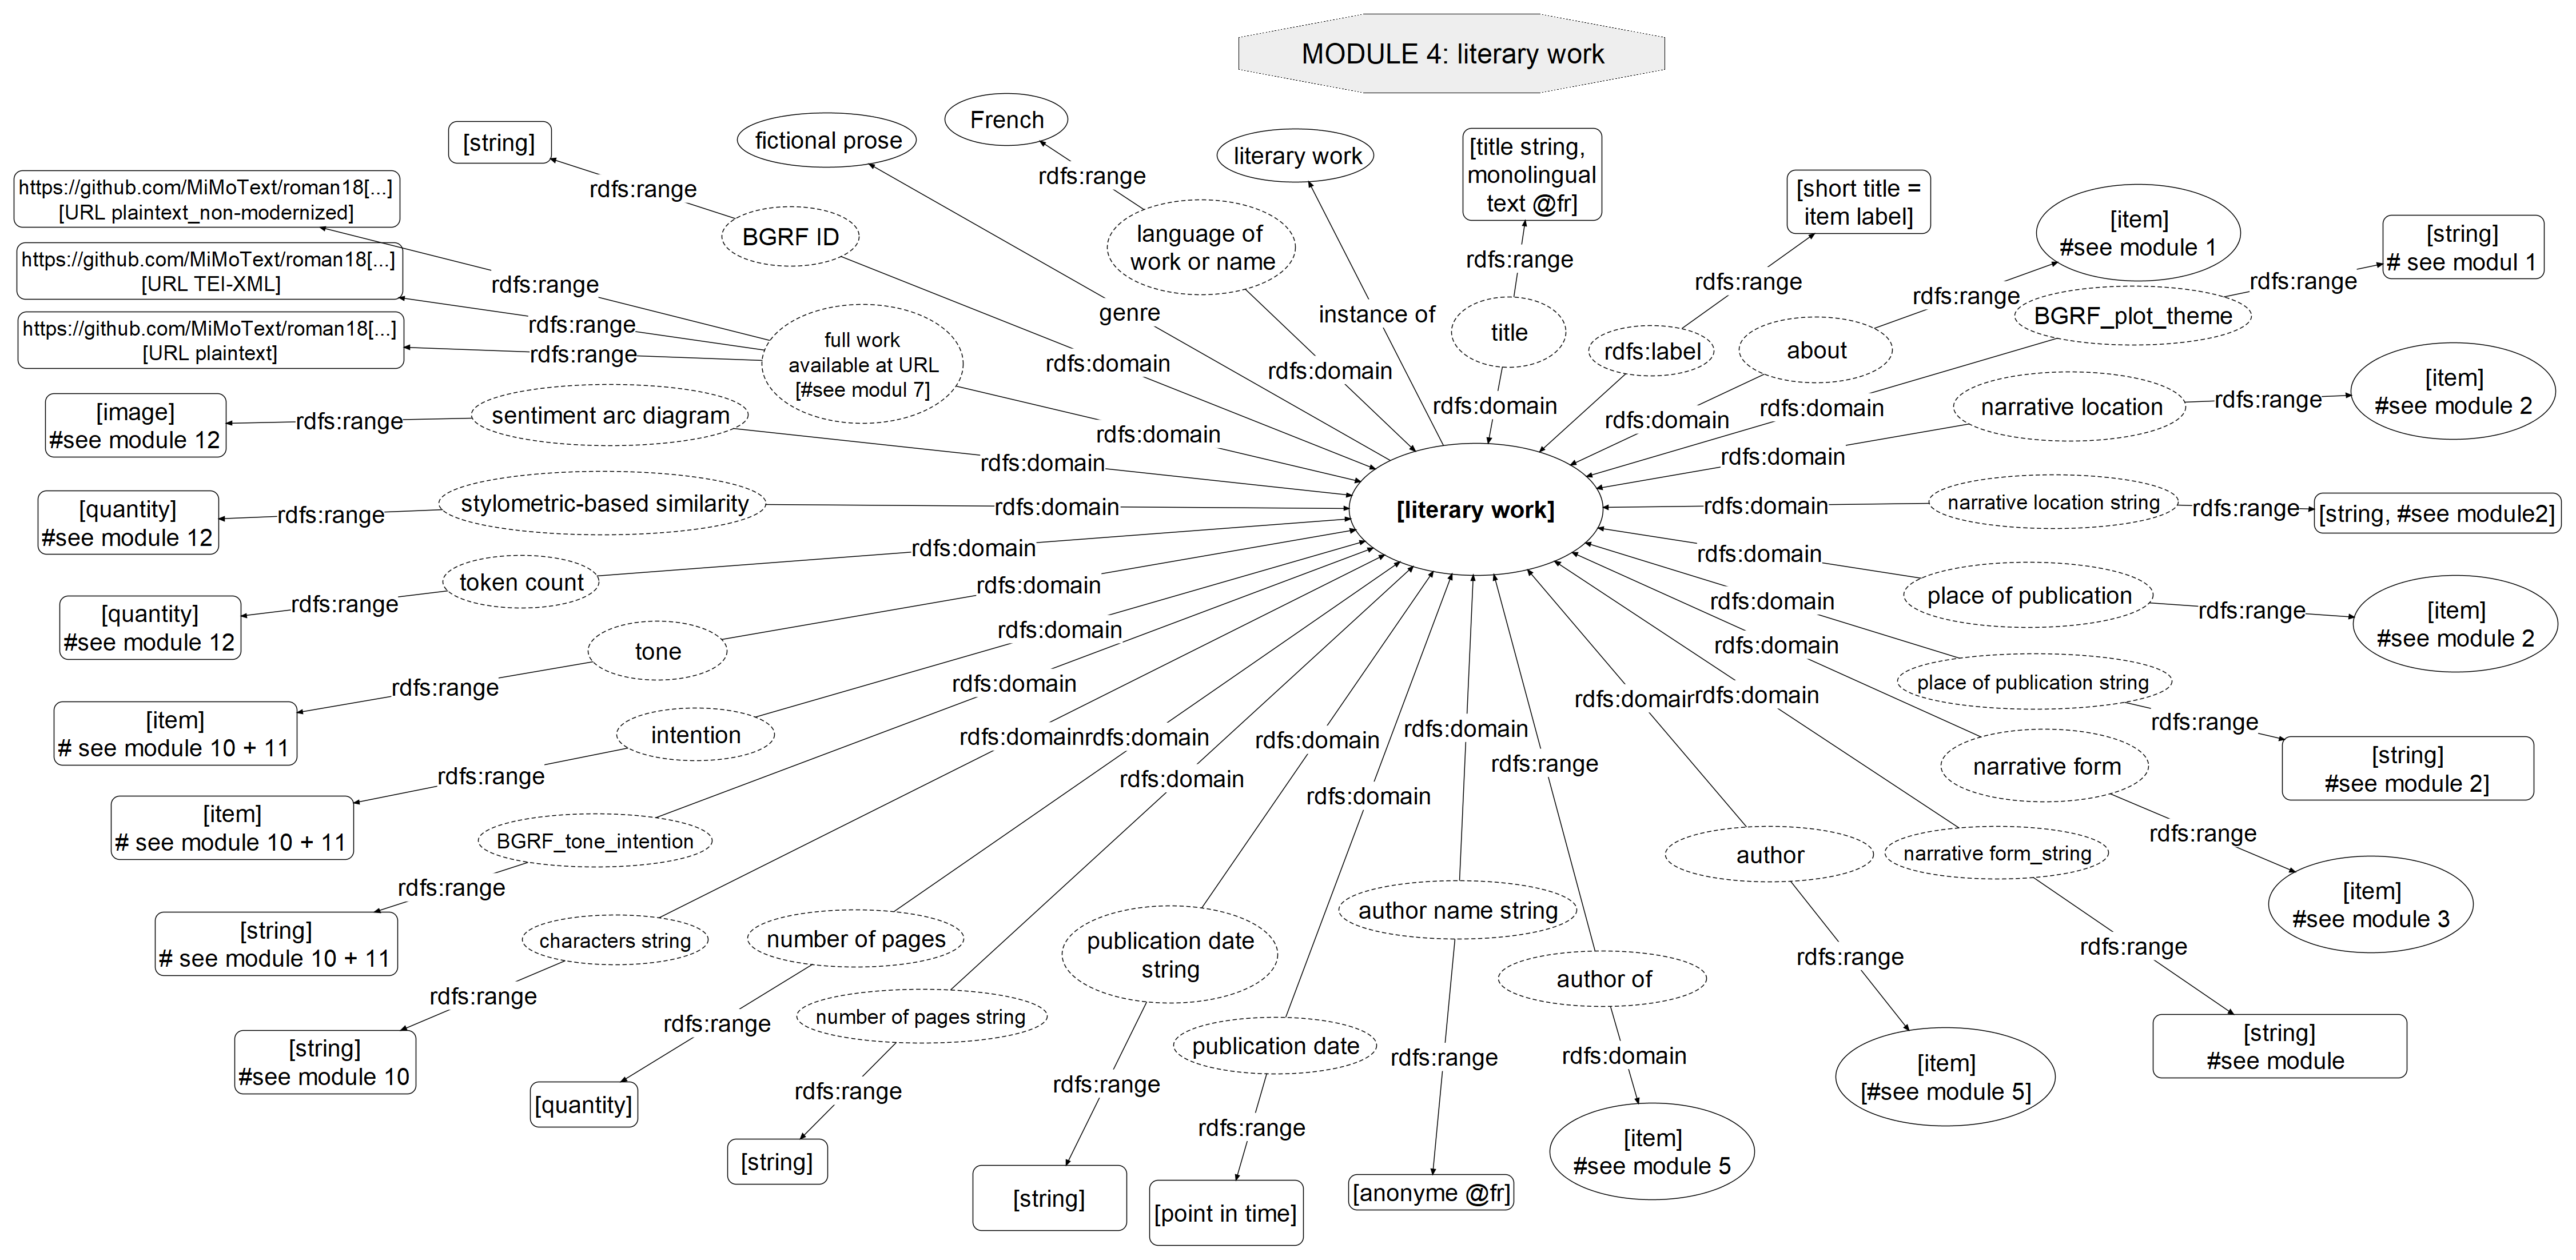 MODULE 4: literary work
French
fictional prose
literary work
[string]
[title string,
monolingual
text @fr]
rdfs:range
rdfs:range
https://github.com/MiMoText/roman18[...]
[URL plaintext_non-modernized]
[short title =
item label]
[item]
#see module 1
[string]
# see modul 1
BGRF ID
language of
work or name
https://github.com/MiMoText/roman18[...]
[URL TEI-XML]
rdfs:range
rdfs:range
rdfs:range
rdfs:range
rdfs:range
https://github.com/MiMoText/roman18[...]
[URL plaintext]
rdfs:range
rdfs:range
genre
instance of
title
BGRF_plot_theme
full work
available at URL
[#see modul 7]
rdfs:domain
rdfs:domain
rdfs:label
about
[image]
#see module 12
rdfs:range
sentiment arc diagram
rdfs:domain
rdfs:domain
rdfs:domain
rdfs:domain
rdfs:domain
narrative location
rdfs:range
[item]
#see module 2
rdfs:domain
rdfs:domain
[quantity]
#see module 12
rdfs:range
stylometric-based similarity
rdfs:domain
[literary work]
rdfs:domain
narrative location string
rdfs:range
[string, #see module2]
rdfs:domain
rdfs:domain
token count
rdfs:domain
rdfs:domain
place of publication
rdfs:range
[item]
#see module 2
[quantity]
#see module 12
rdfs:range
tone
rdfs:domain
rdfs:domain
rdfs:range
rdfs:domain
rdfs:domain
rdfs:domain
place of publication string
[item]
# see module 10 + 11
intention
rdfs:domain
rdfs:domain
rdfs:domain
rdfs:domain
rdfs:range
rdfs:range
rdfs:domain
rdfs:domain
rdfs:range
narrative form
[string]
#see module 2]
[item]
# see module 10 + 11
BGRF_tone_intention
rdfs:range
author
narrative form_string
rdfs:range
[string]
# see module 10 + 11
characters string
number of pages
publication date
string
author name string
[item]
#see module 3
rdfs:range
rdfs:range
rdfs:range
author of
rdfs:range
number of pages string
publication date
[string]
#see module
[string]
#see module 10
rdfs:range
rdfs:range
rdfs:range
rdfs:range
rdfs:domain
[item]
[#see module 5]
[quantity]
rdfs:range
[item]
#see module 5
[string]
[string]
[point in time]
[anonyme @fr]